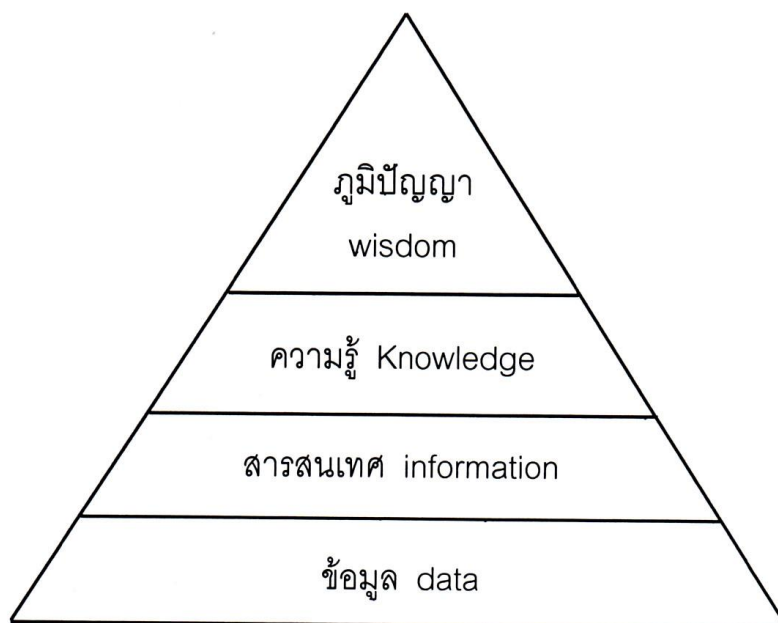 ภูมิปัญญา
wisdom
ความรู้ Knowledge
สารสนเทศ information
ข้อมูล data